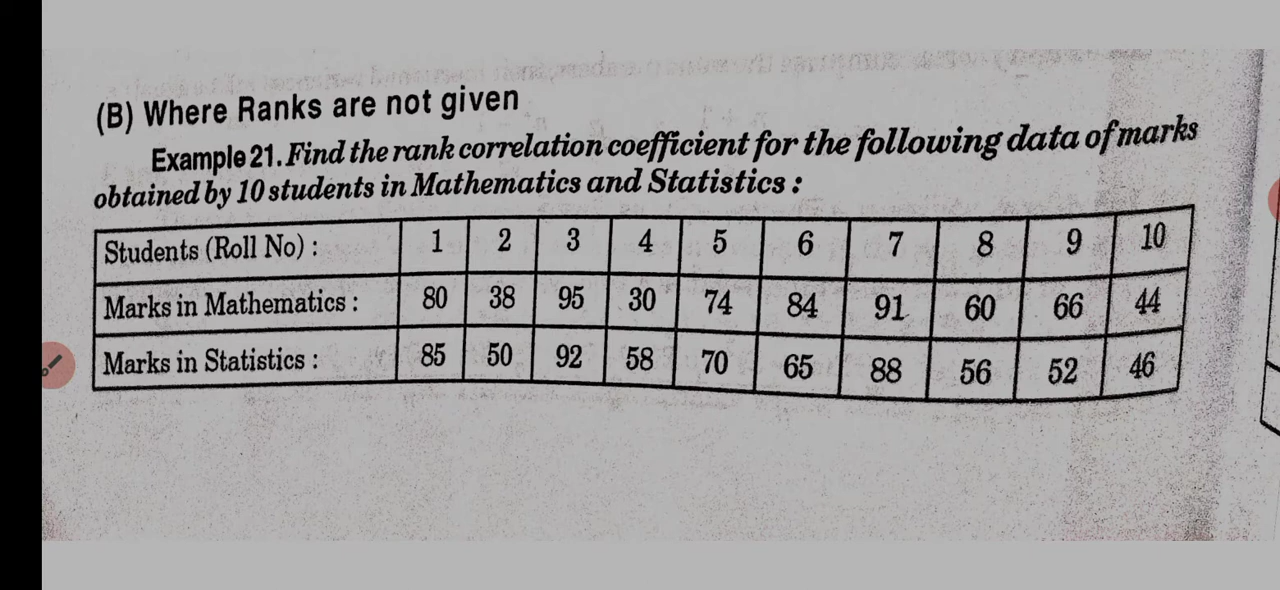 (B) Where Ranks are not given
Example 21. Find the rank correlation coefficient for the following data of marks
obtained by 10 students in Mathematics and Statistics :
Students (Roll No) : 1 2 3 4 5 6 7 8 9 10
Marks in Mathematics : 80 38 95 30 74 84 91 60 66 44
Marks in Statistics : 85 50 92 58 70 65 88 56 52 46